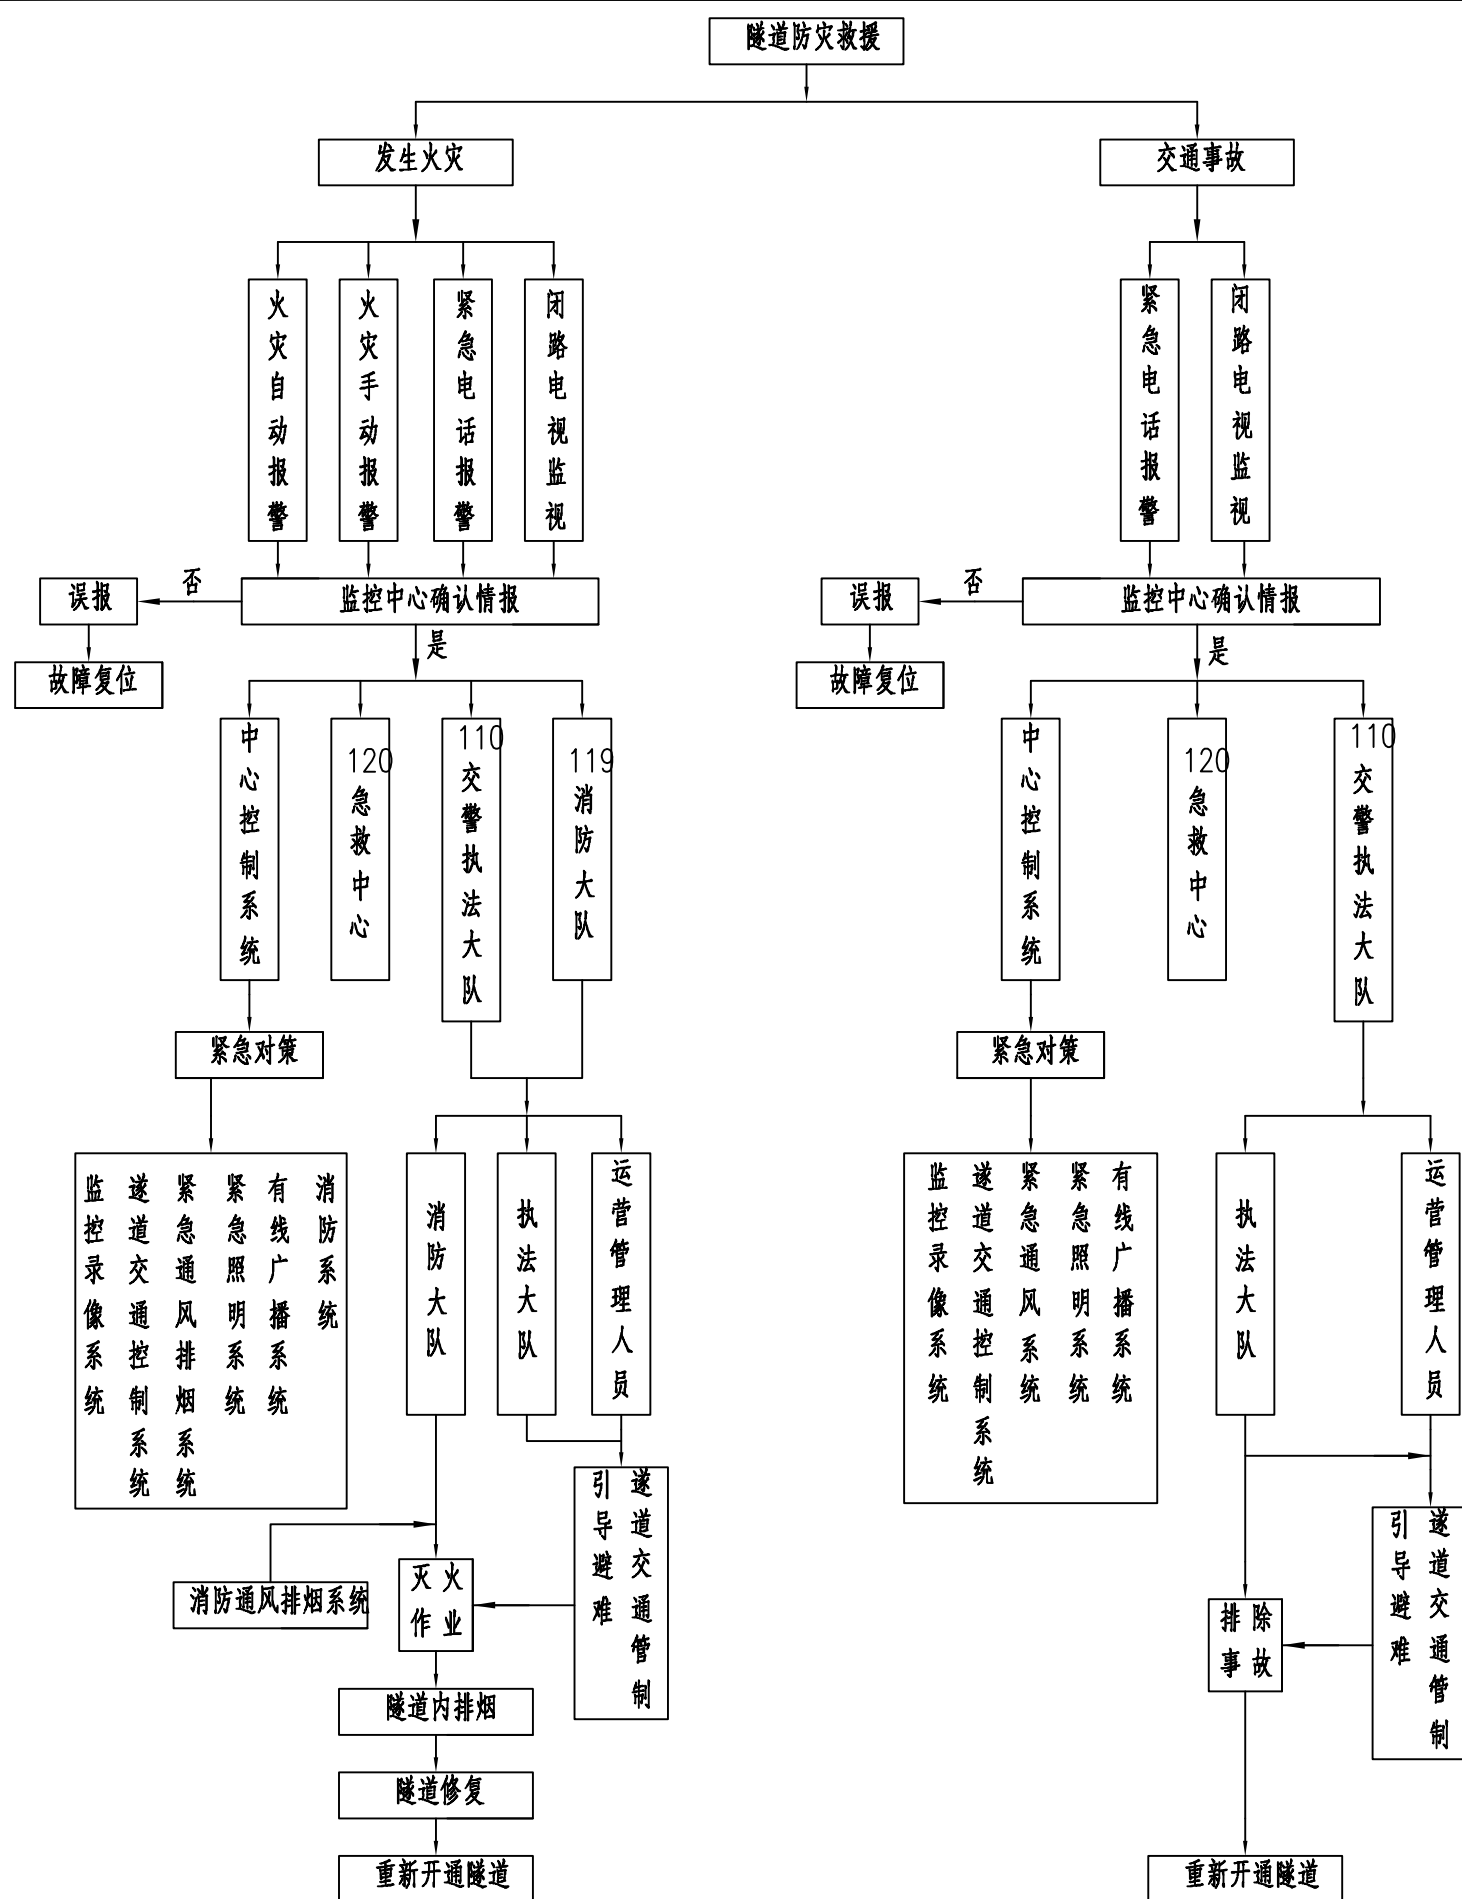 隧道防灾救援
发生火灾
交通事故
火灾自动报警
火灾手动报警
紧急电话报警
闭路电视监视
紧急电话报警
闭路电视监视
误报
否
监控中心确认情报
误报
否
监控中心确认情报
是
是
故障复位
故障复位
中心控制系统
120急救中心
110交警执法大队
119消防大队
中心控制系统
120急救中心
110交警执法大队
紧急对策
紧急对策
监控录像系统
遂道交通控制系统
紧急通风排烟系统
紧急照明系统
有线广播系统
消防系统
消防大队
执法大队
运营管理人员
监控录像系统
遂道交通控制系统
紧急通风系统
紧急照明系统
有线广播系统
执法大队
运营管理人员
引导避难
遂道交通管制
引导避难
遂道交通管制
消防通风排烟系统
灭火
作业
排除
事故
隧道内排烟
隧道修复
重新开通隧道
重新开通隧道